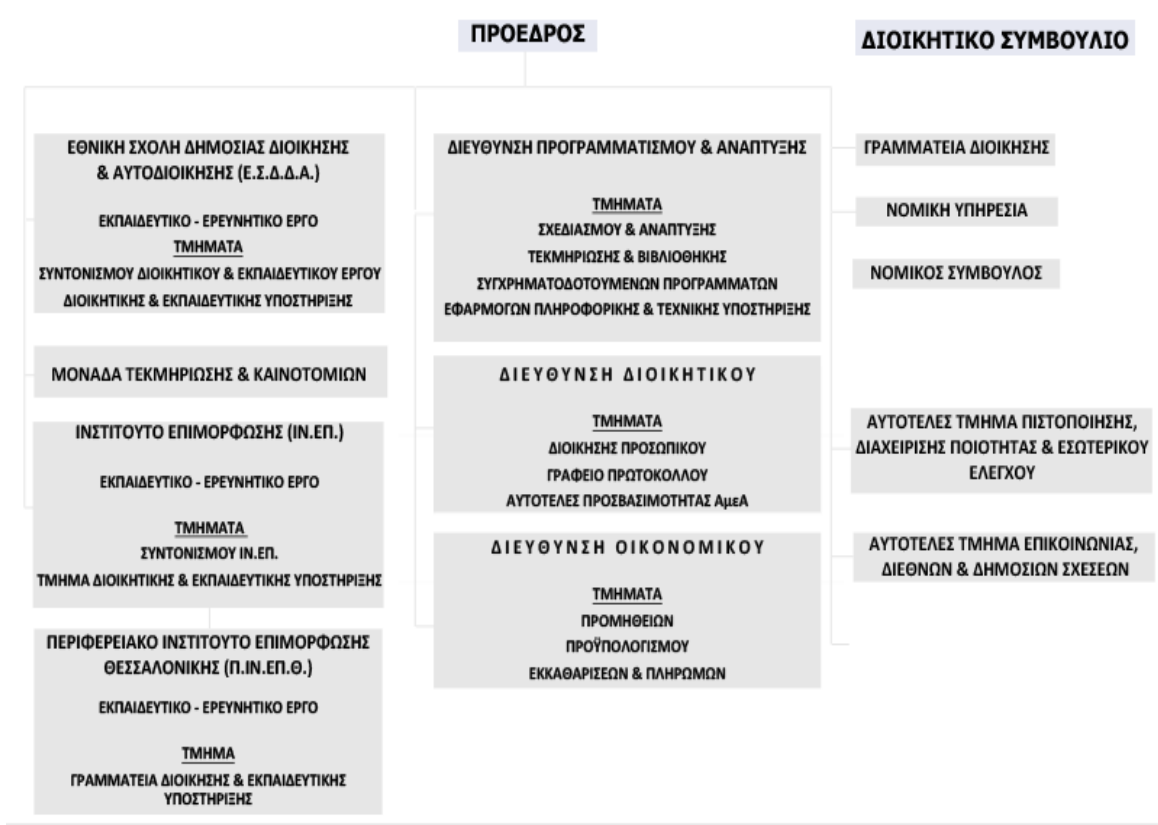 ΠΡΟΕΔΡΟΣ
ΔΙΟΙΚΗΤΙΚΟ ΣΥΜΒΟΥΛΙΟ
ΕΘΝΙΚΗ ΣΧΟΛΗ ΔΗΜΟΣΙΑΣ ΔΙΟΙΚΗΣΗΣ
& ΑΥΤΟΔΙΟΙΚΗΣΗΣ (Ε.Σ.Δ.Δ.Α.)
ΕΚΠΑΙΔΕΥΤΙΚΟ - ΕΡΕΥΝΗΤΙΚΟ ΕΡΓΟ
ΤΜΗΜΑΤΑ
ΣΥΝΤΟΝΙΣΜΟΥ ΔΙΟΙΚΗΤΙΚΟΥ & ΕΚΠΑΙΔΕΥΤΙΚΟΥ ΕΡΓΟΥ
ΔΙΟΙΚΗΤΙΚΗΣ & ΕΚΠΑΙΔΕΥΤΙΚΗΣ ΥΠΟΣΤΗΡΙΞΗΣ
ΜΟΝΑΔΑ ΤΕΚΜΗΡΙΩΣΗΣ & ΚΑΙΝΟΤΟΜΙΩΝ
ΙΝΣΤΙΤΟΥΤΟ ΕΠΙΜΟΡΦΩΣΗΣ (ΙΝ.ΕΠ.)
ΕΚΠΑΙΔΕΥΤΙΚΟ - ΕΡΕΥΝΗΤΙΚΟ ΕΡΓΟ
ΤΜΗΜΑΤΑ
ΣΥΝΤΟΝΙΣΜΟΥ ΙΝ.ΕΠ.
ΤΜΗΜΑ ΔΙΟΙΚΗΤΙΚΗΣ & ΕΚΠΑΙΔΕΥΤΙΚΗΣ ΥΠΟΣΤΗΡΙΞΗΣ
ΠΕΡΙΦΕΡΕΙΑΚΟ ΙΝΣΤΙΤΟΥΤΟ ΕΠΙΜΟΡΦΩΣΗΣ
ΘΕΣΣΑΛΟΝΙΚΗΣ (Π.ΙΝ.ΕΠ.Θ.)
ΕΚΠΑΙΔΕΥΤΙΚΟ - ΕΡΕΥΝΗΤΙΚΟ ΕΡΓΟ
ΤΜΗΜΑ
ΓΡΑΜΜΑΤΕΙΑ ΔΙΟΙΚΗΣΗΣ & ΕΚΠΑΙΔΕΥΤΙΚΗΣ
ΥΠΟΣΤΗΡΙΞΗΣ
ΔΙΕΥΘΥΝΣΗ ΠΡΟΓΡΑΜΜΑΤΙΣΜΟΥ & ΑΝΑΠΤΥΞΗΣ
ΤΜΗΜΑΤΑ
ΣΧΕΔΙΑΣΜΟΥ & ΑΝΑΠΤΥΞΗΣ
ΤΕΚΜΗΡΙΩΣΗΣ & ΒΙΒΛΙΟΘΗΚΗΣ
ΣΥΓΧΡΗΜΑΤΟΔΟΤΟΥΜΕΝΩΝ ΠΡΟΓΡΑΜΜΑΤΩΝ
ΕΦΑΡΜΟΓΩΝ ΠΛΗΡΟΦΟΡΙΚΗΣ & ΤΕΧΝΙΚΗΣ ΥΠΟΣΤΗΡΙΞΗΣ
ΔΙΕΥΘΥΝΣΗ ΔΙΟΙΚΗΤΙΚΟΥ
ΤΜΗΜΑΤΑ
ΔΙΟΙΚΗΣΗΣ ΠΡΟΣΩΠΙΚΟΥ
ΓΡΑΦΕΙΟ ΠΡΩΤΟΚΟΛΛΟΥ
ΑΥΤΟΤΕΛΕΣ ΠΡΟΣΒΑΣΙΜΟΤΗΤΑΣ ΑμεΑ
ΔΙΕΥΘΥΝΣΗ ΟΙΚΟΝΟΜΙΚΟΥ
ΤΜΗΜΑΤΑ
ΠΡΟΜΗΘΕΙΩΝ
ΠΡΟΫΠΟΛΟΓΙΣΜΟΥ
ΕΚΚΑΘΑΡΙΣΕΩΝ & ΠΛΗΡΩΜΩΝ
ΓΡΑΜΜΑΤΕΙΑ ΔΙΟΙΚΗΣΗΣ
ΝΟΜΙΚΗ ΥΠΗΡΕΣΙΑ
ΝΟΜΙΚΟΣ ΣΥΜΒΟΥΛΟΣ
ΑΥΤΟΤΕΛΕΣ ΤΜΗΜΑ ΠΙΣΤΟΠΟΙΗΣΗΣ,
ΔΙΑΧΕΙΡΙΣΗΣ ΠΟΙΟΤΗΤΑΣ & ΕΣΩΤΕΡΙΚΟΥ
ΕΛΕΓΧΟΥ
ΑΥΤΟΤΕΛΕΣ ΤΜΗΜΑ ΕΠΙΚΟΙΝΩΝΙΑΣ,
ΔΙΕΘΝΩΝ & ΔΗΜΟΣΙΩΝ ΣΧΕΣΕΩΝ